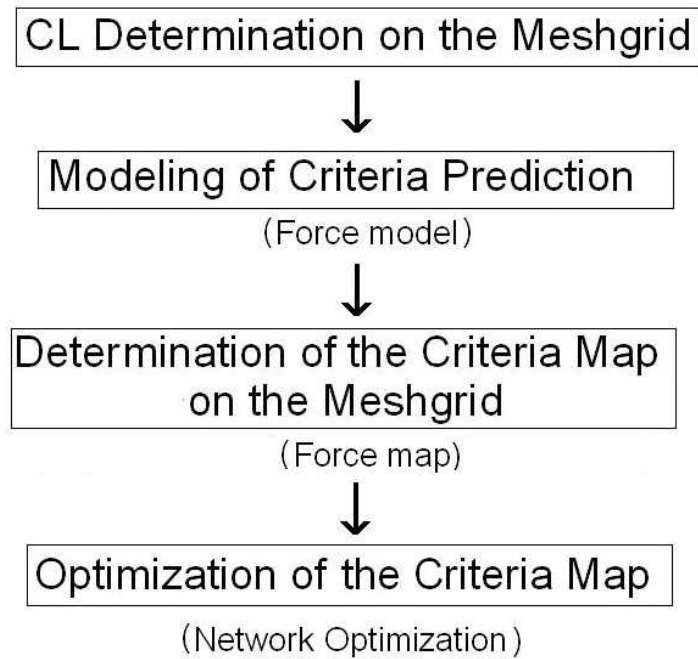 CL Determination on the Meshgrid
Modeling of Criteria Prediction
(Force model)
Determination of the Criteria Map
on the Meshgrid
(Force map)
Optimization of the Criteria Map
(Network Optimization)